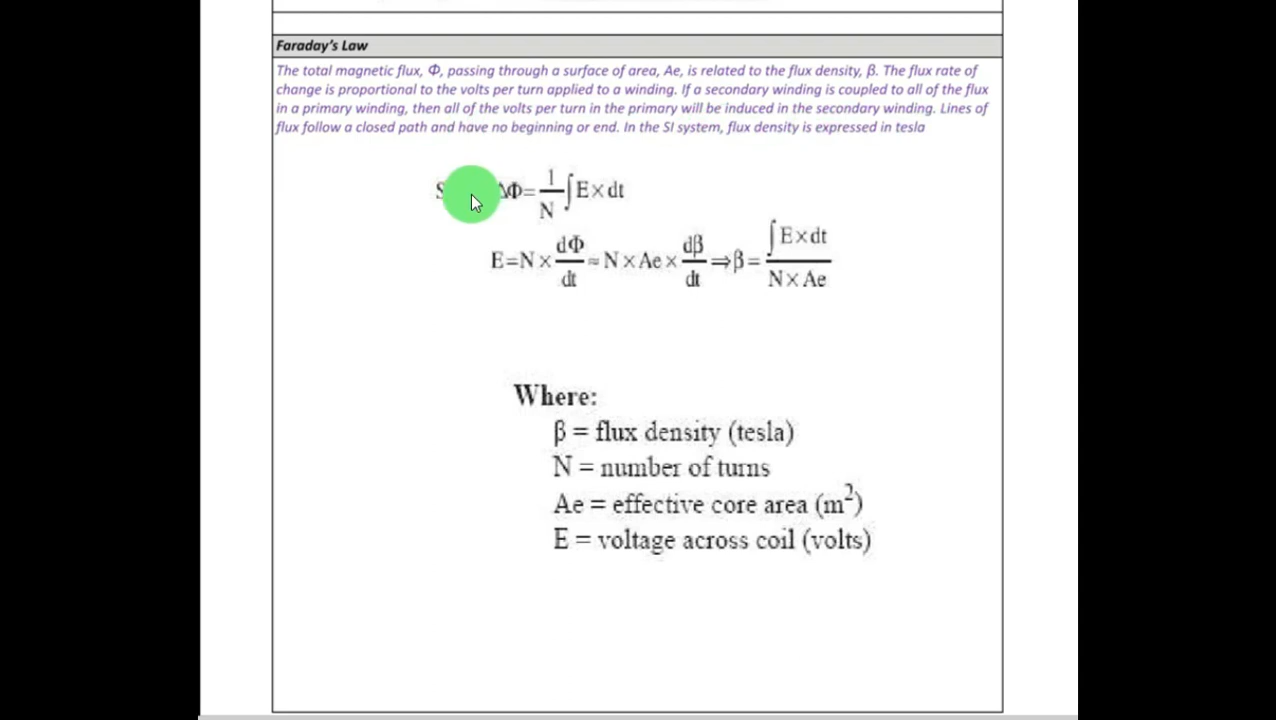 Faraday's Law
The total magnetic flux, Φ, passing through a surface of area, Ae, is related to the flux density, β. The flux rate of
change is proportional to the volts per turn applied to a winding. If a secondary winding is coupled to all of the flux
in a primary winding, then all of the volts per turn in the primary will be induced in the secondary winding. Lines of
flux follow a closed path and have no beginning or end. In the SI system, flux density is expressed in tesla
ΔΦ= 1/N ∫E×dt
E=N× dΦ/dt ≈ N×Ae× dβ/dt ⇒β= ∫E×dt / N×Ae
Where:
β = flux density (tesla)
N = number of turns
Ae = effective core area (m²)
E = voltage across coil (volts)